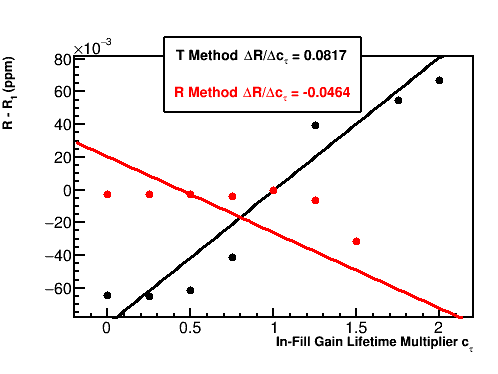 ×10⁻³
T Method ΔR/Δc_τ = 0.0817
R Method ΔR/Δc_τ = -0.0464
R - R₁ (ppm)
80
60
40
20
0
−20
−40
−60
0 0.5 1 1.5 2
In-Fill Gain Lifetime Multiplier c_τ